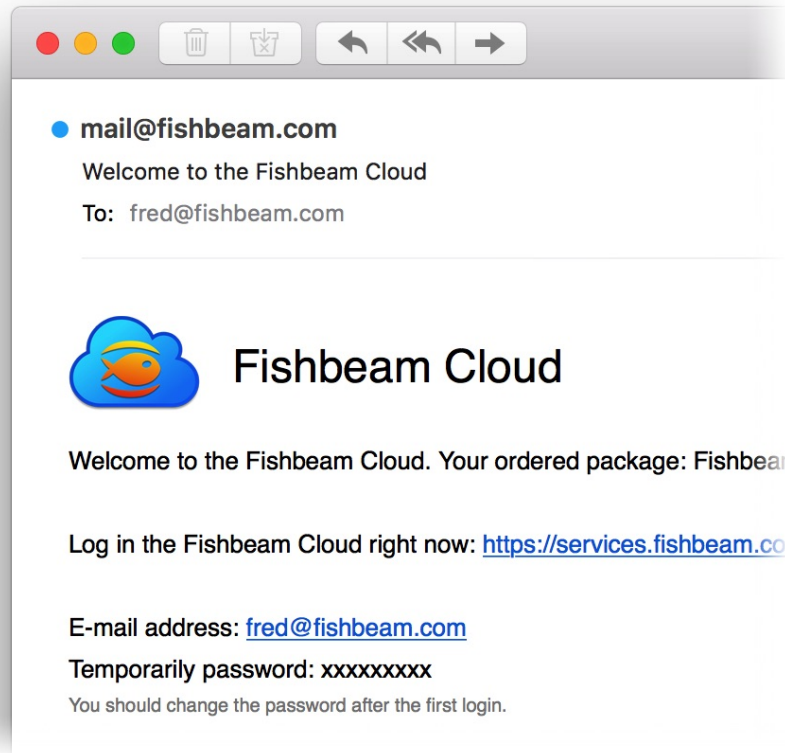 mail@fishbeam.com
Welcome to the Fishbeam Cloud
To: fred@fishbeam.com
Fishbeam Cloud
Welcome to the Fishbeam Cloud. Your ordered package:
Log in the Fishbeam Cloud right now: https://services.fishbeam.co
E-mail address: fred@fishbeam.com
Temporarily password: xxxxxxxxx
You should change the password after the first login.